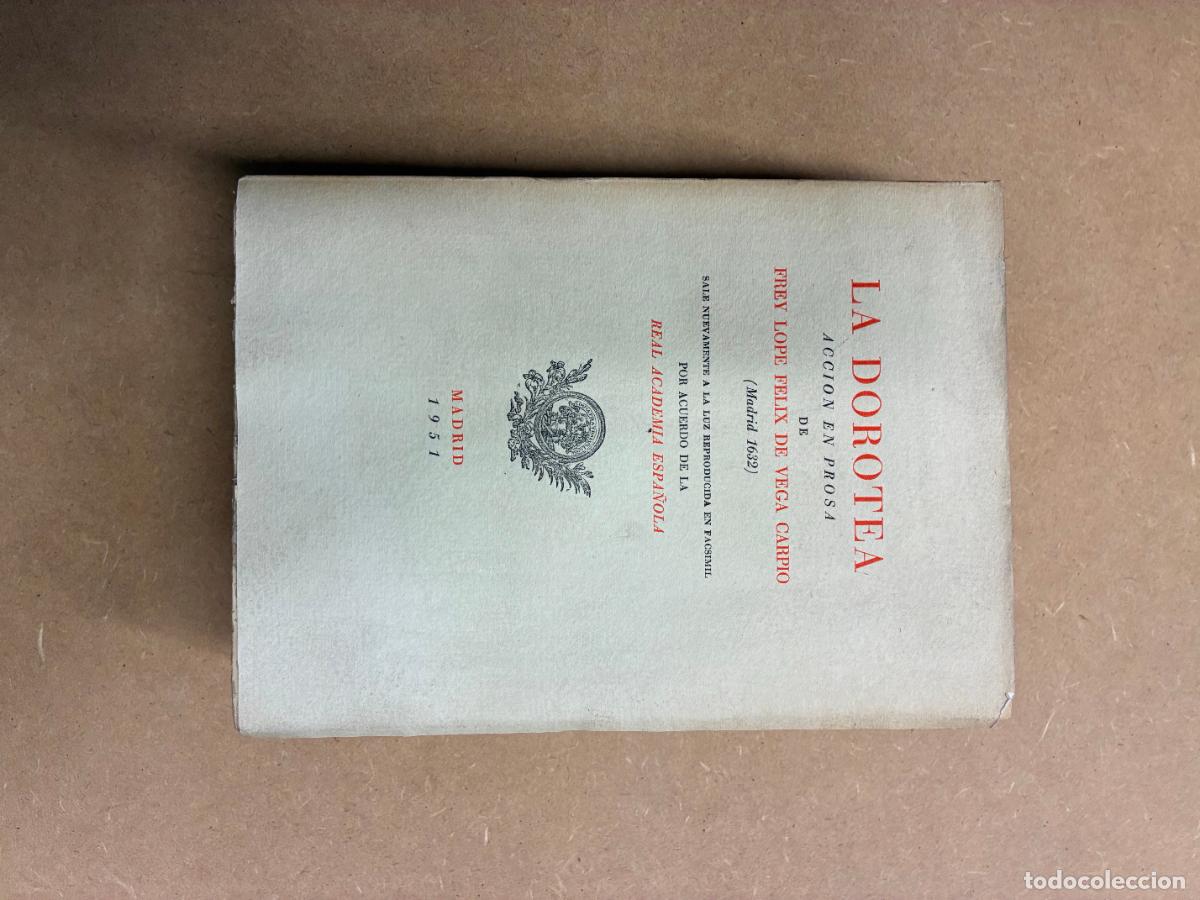 LA DOROTEA
ACCION EN PROSA
DE
FREY LOPE FELIX DE VEGA CARPIO
(Madrid 1632)
SALE NUEVAMENTE A LA LUZ REPRODUCIDA EN FACSIMIL
POR ACUERDO DE LA
REAL ACADEMIA ESPAÑOLA
MADRID
1951
todocoleccion